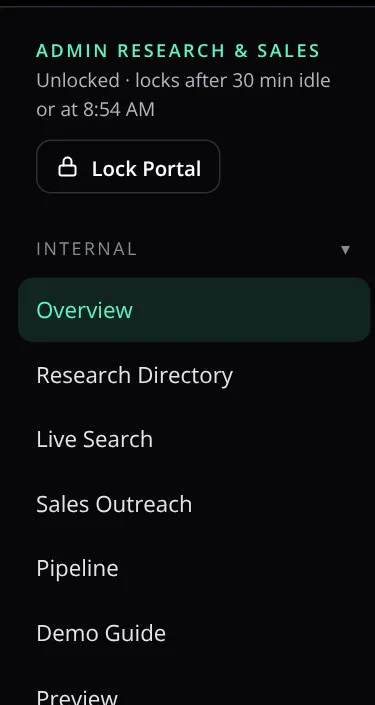 ADMIN RESEARCH & SALES
Unlocked · locks after 30 min idle
or at 8:54 AM
Lock Portal
INTERNAL
Overview
Research Directory
Live Search
Sales Outreach
Pipeline
Demo Guide
Preview